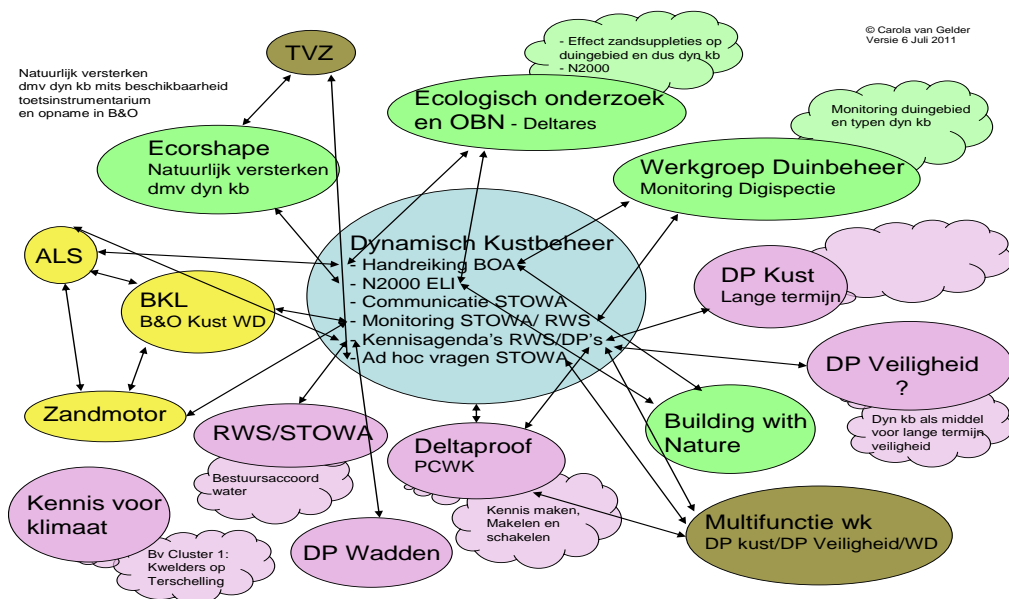 © Carola van Gelder
Versie 6 Juli 2011
TVZ
- Effect zandsuppleties op
duingebied en dus dyn kb
- N2000
Natuurlijk versterken
dmv dyn kb mits beschikbaarheid
toetsinstrumentarium
en opname in B&O
Ecologisch onderzoek
en OBN - Deltares
Monitoring duingebied
en typen dyn kb
Ecorshape
Natuurlijk versterken
dmv dyn kb
Werkgroep Duinbeheer
Monitoring Digispectie
Dynamisch Kustbeheer
- Handreiking BOA
- N2000 ELI
- Communicatie STOWA
- Monitoring STOWA/ RWS
- Kennisagenda's RWS/DP's
- Ad hoc vragen STOWA
ALS
BKL
B&O Kust WD
DP Kust
Lange termijn
DP Veiligheid
?
Zandmotor
RWS/STOWA
Deltaproof
PCWK
Building with
Nature
Dyn kb als middel
voor lange termijn
veiligheid
Bestuursaccoord
water
Kennis voor
klimaat
Kennis maken,
Makelen en
schakelen
Multifunctie wk
DP kust/DP Veiligheid/WD
DP Wadden
Bv Cluster 1:
Kwelders op
Terschelling